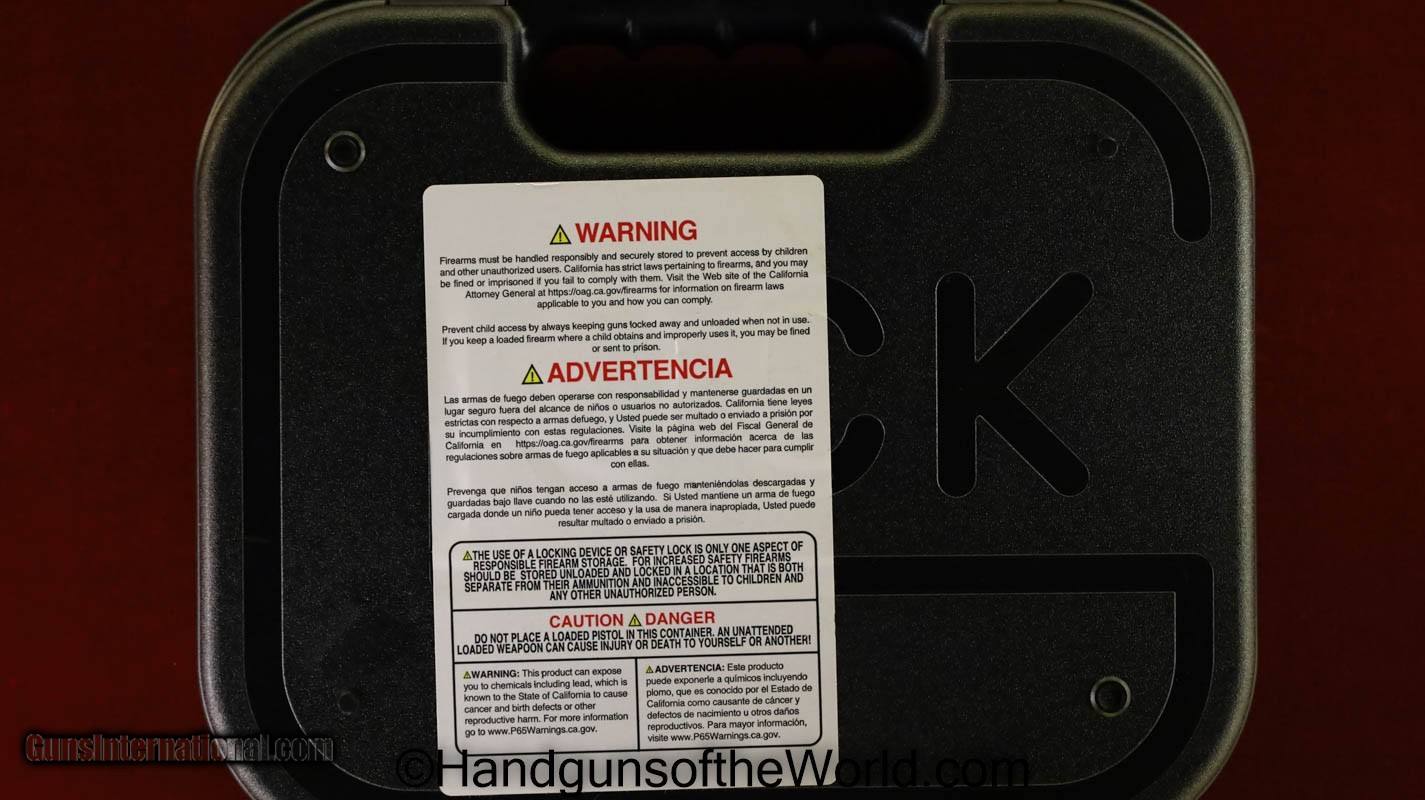 WARNING
Firearms must be handled responsibly and securely stored to prevent access by children
and other unauthorized users. California has strict laws pertaining to firearms, and you may
be fined or imprisoned if you fail to comply with them. Visit the Web site of the California
Attorney General at https://oag.ca.gov/firearms for information on firearm laws
applicable to you and how you can comply.
Prevent child access by always keeping guns locked away and unloaded when not in use.
If you keep a loaded firearm where a child obtains and improperly uses it, you may be fined
or sent to prison.
ADVERTENCIA
Las armas de fuego deben operarse con responsabilidad y mantenerse guardadas en un
lugar seguro fuera del alcance de niños o usuarios no autorizados. California tiene leyes
estrictas con respecto a armas defuego, y Usted puede ser multado o enviado a prisión por
su incumplimiento con estas regulaciones. Visite la página web del Fiscal General de
California en https://oag.ca.gov/firearms para obtener información acerca de las
regulaciones sobre armas de fuego aplicables a su situación y que debe hacer para cumplir
con ellas.
Prevenga que niños tengan acceso a armas de fuego manteniéndolas descargadas y
guardadas bajo llave cuando no las esté utilizando. Si Usted mantiene un arma de fuego
cargada donde un niño pueda tener acceso y la usa de manera inapropiada, Usted puede
resultar multado o enviado a prisión.
THE USE OF A LOCKING DEVICE OR SAFETY LOCK IS ONLY ONE ASPECT OF
RESPONSIBLE FIREARM STORAGE. FOR INCREASED SAFETY FIREARMS
SHOULD BE STORED UNLOADED AND LOCKED IN A LOCATION THAT IS BOTH
SEPARATE FROM THEIR AMMUNITION AND INACCESSIBLE TO CHILDREN AND
ANY OTHER UNAUTHORIZED PERSON.
CAUTION DANGER
DO NOT PLACE A LOADED PISTOL IN THIS CONTAINER. AN UNATTENDED
LOADED WEAPOON CAN CAUSE INJURY OR DEATH TO YOURSELF OR ANOTHER!
WARNING: This product can expose
you to chemicals including lead, which is
known to the State of California to cause
cancer and birth defects or other
reproductive harm. For more information
go to www.P65Warnings.ca.gov.
ADVERTENCIA: Este producto
puede exponerle a químicos incluyendo
plomo, que es conocido por el Estado de
California como causante de cáncer y
defectos de nacimiento u otros daños
reproductivos. Para mayor información,
visite www.P65Warnings.ca.gov.
CK
GunsInternational.com
©HandgunsoftheWorld.com